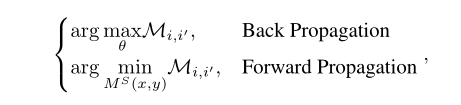 arg max_θ 𝓜_{i,i′}, Back Propagation
arg min_{M^S(x,y)} 𝓜_{i,i′}, Forward Propagation ,